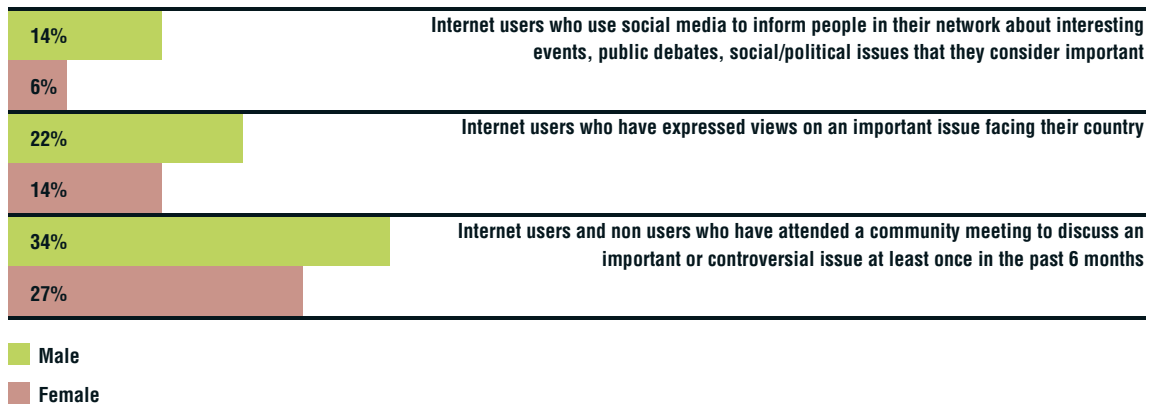 14%
Internet users who use social media to inform people in their network about interesting
events, public debates, social/political issues that they consider important
6%
22%
Internet users who have expressed views on an important issue facing their country
14%
34%
Internet users and non users who have attended a community meeting to discuss an
important or controversial issue at least once in the past 6 months
27%
Male
Female